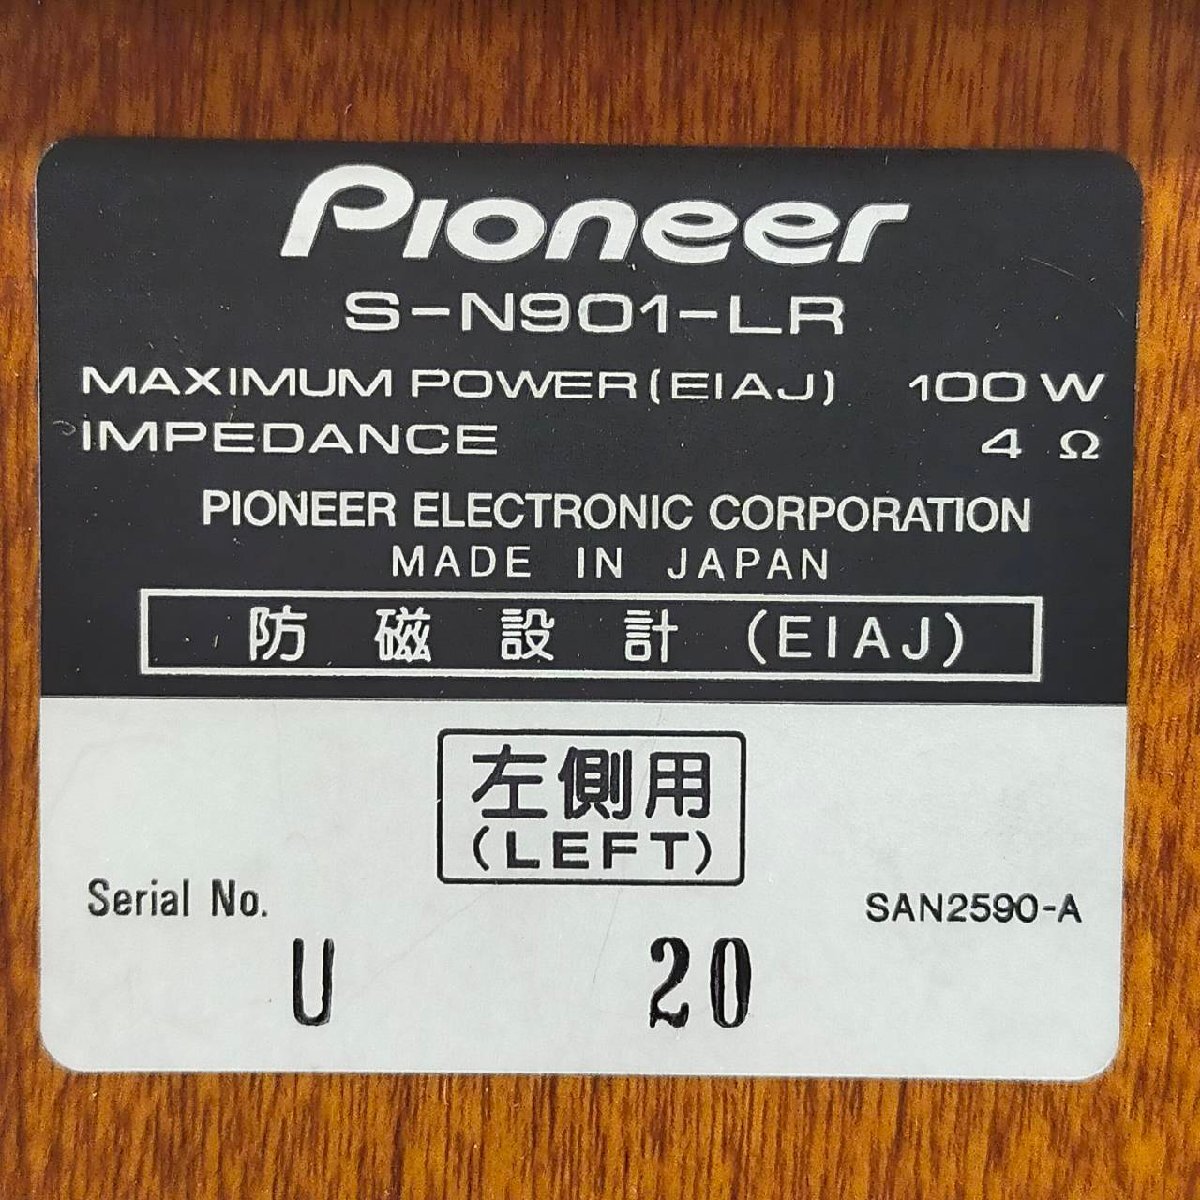 Pioneer
S-N901-LR
MAXIMUM POWER (EIAJ) 100 W
IMPEDANCE 4 Ω
PIONEER ELECTRONIC CORPORATION
MADE IN JAPAN
防磁設計 (EIAJ)
左側用
(LEFT)
Serial No. SAN2590-A
U 20